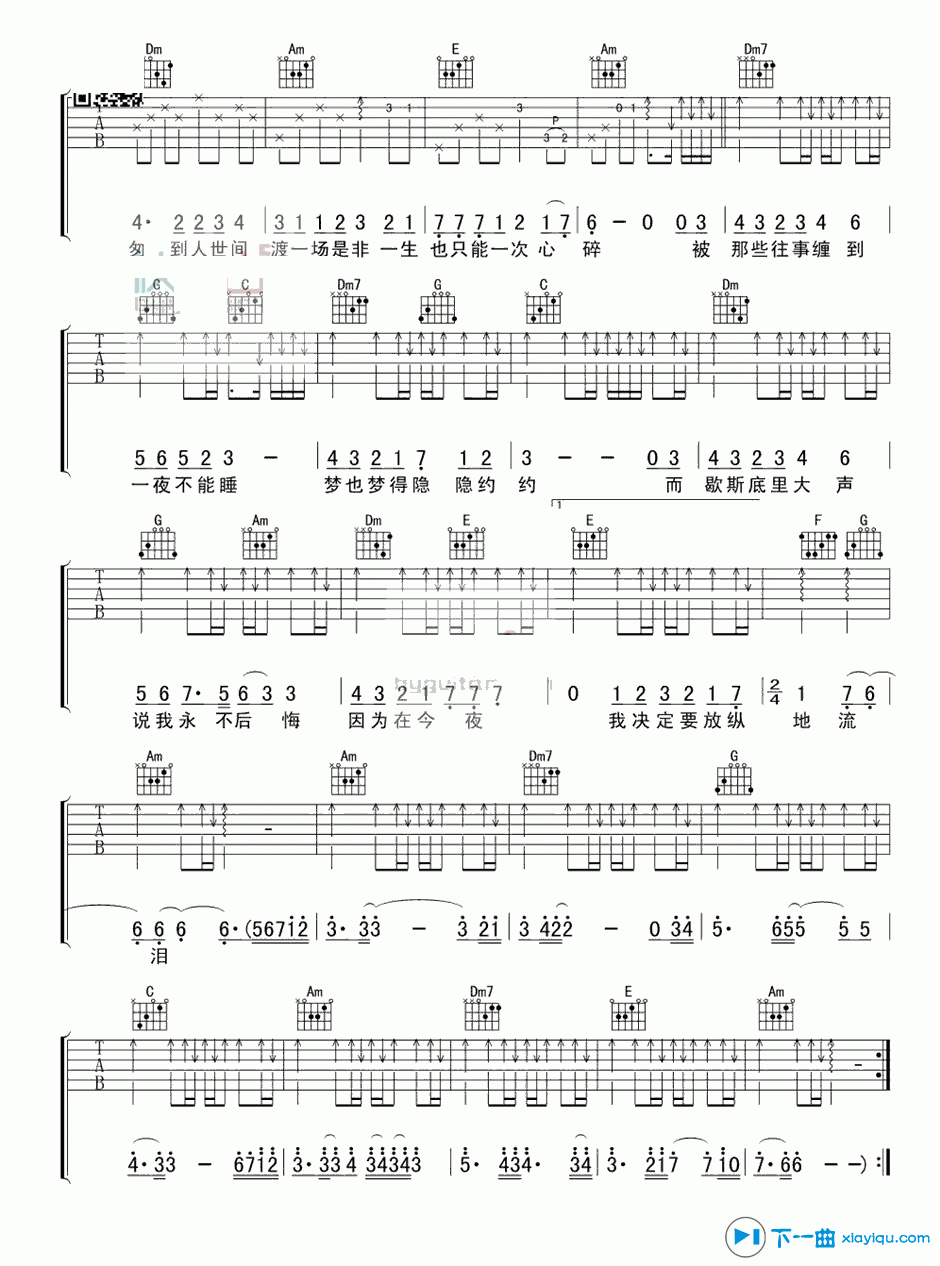 Dm Am E Am Dm7
T A B
3 1 3 P 3 2 0 1
4· 2 2 3 4 | 3 1 1 2 3 2 1 | 7 7 7 1 2 1 7 | 6 - 0 0 3 | 4 3 2 3 4 6
匆 到人世间 渡一场是非一生 也只能一次心 碎 被 那些往事缠到
G C Dm7 G C Dm
T A B
5 6 5 2 3 - | 4 3 2 1 7 1 2 | 3 - - 0 3 | 4 3 2 3 4 6
一夜不能睡 梦也梦得隐 隐约 约 而 歇斯底里大 声
1
G Am Dm E E F G
T A B
5 6 7· 5 6 3 3 | 4 3 2 1 7 7 7 | 0 1 2 3 2 1 7 | 2/4 1 7 6
说我永 不后 悔 因为在今 夜 我决定要放纵 地 流
Am Am Dm7 G
T A B
6 6 6 6·(5 6 7 1 2 | 3· 3 3 - 3 2 1 | 3 4 2 2 - 0 3 4 | 5· 6 5 5 5 5
泪
C Am Dm7 E Am
T A B
4· 3 3 - 6 7 1 2 | 3· 3 3 4 3 4 3 4 3 | 5· 4 3 4· 3 4 | 3· 2 1 7 7 1 0 | 7· 6 6 - -) :|
下一曲 xiayiqu.com